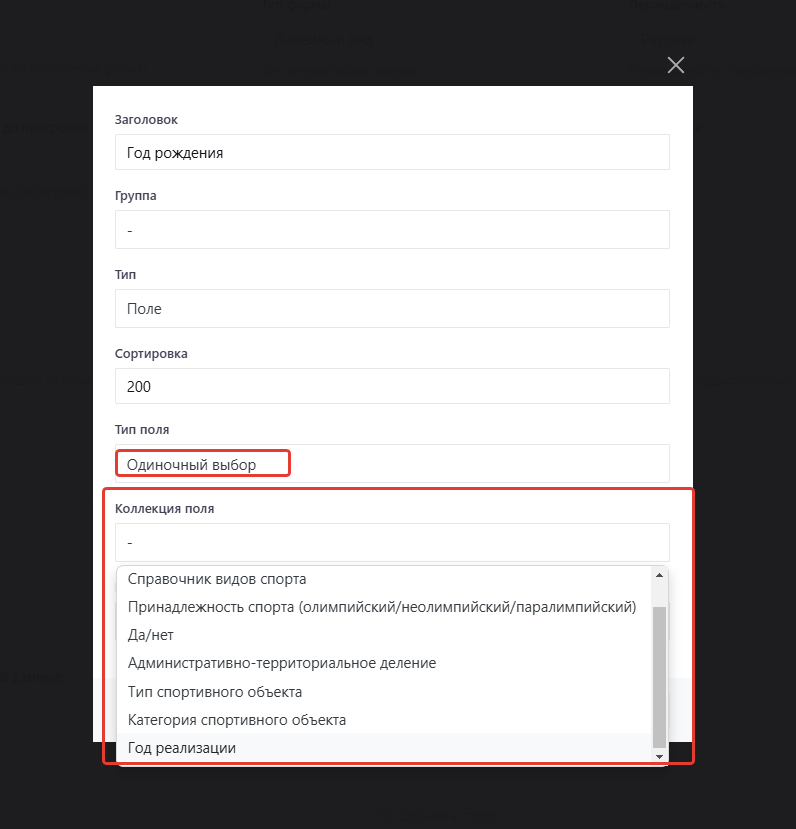 Заголовок
Год рождения
Группа
-
Тип
Поле
Сортировка
200
Тип поля
Одиночный выбор
Коллекция поля
-
Справочник видов спорта
Принадлежность спорта (олимпийский/неолимпийский/паралимпийский)
Да/нет
Административно-территориальное деление
Тип спортивного объекта
Категория спортивного объекта
Год реализации